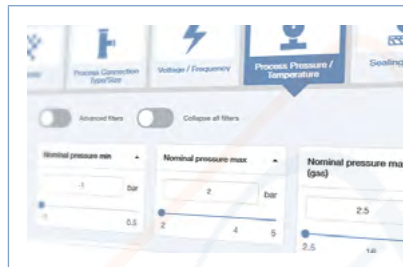 Process Connection
Type/Size
Voltage / Frequency
Process Pressure /
Temperature
Sealing
Advanced filters
Collapse all filters
Nominal pressure min
-1
bar
0.5
Nominal pressure max
2
bar
2
4
5
Nominal pressure ma
(gas)
2.5
2.5